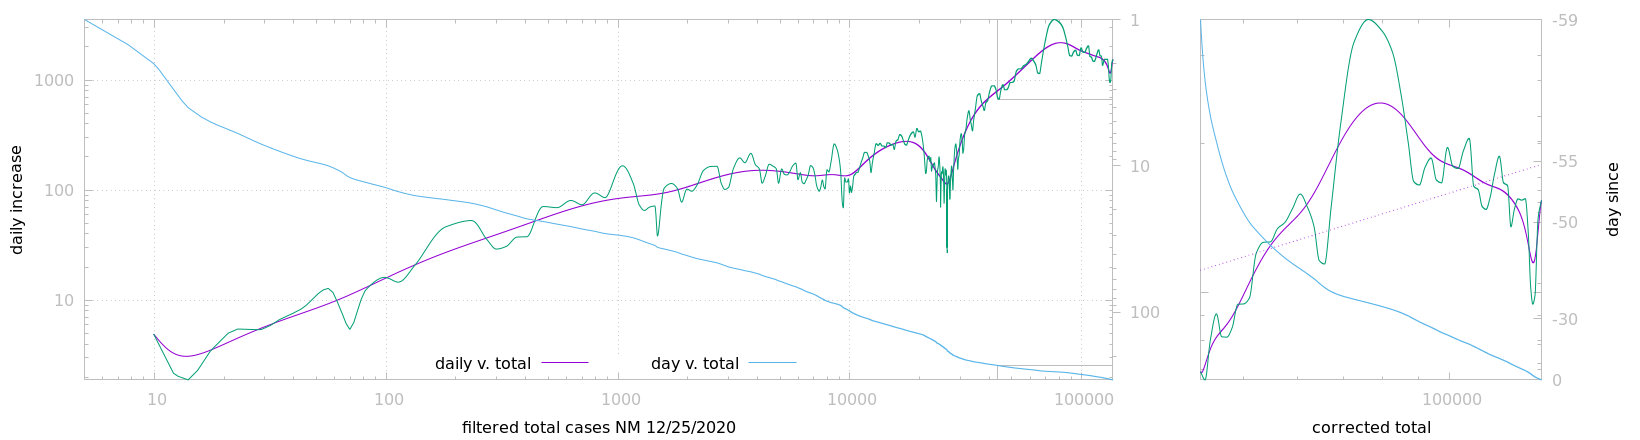 1000
100
10
daily increase
10
100
1000
10000
100000
filtered total cases NM 12/25/2020
daily v. total
day v. total
1
10
100
-59
-55
-50
-30
0
day since
100000
corrected total